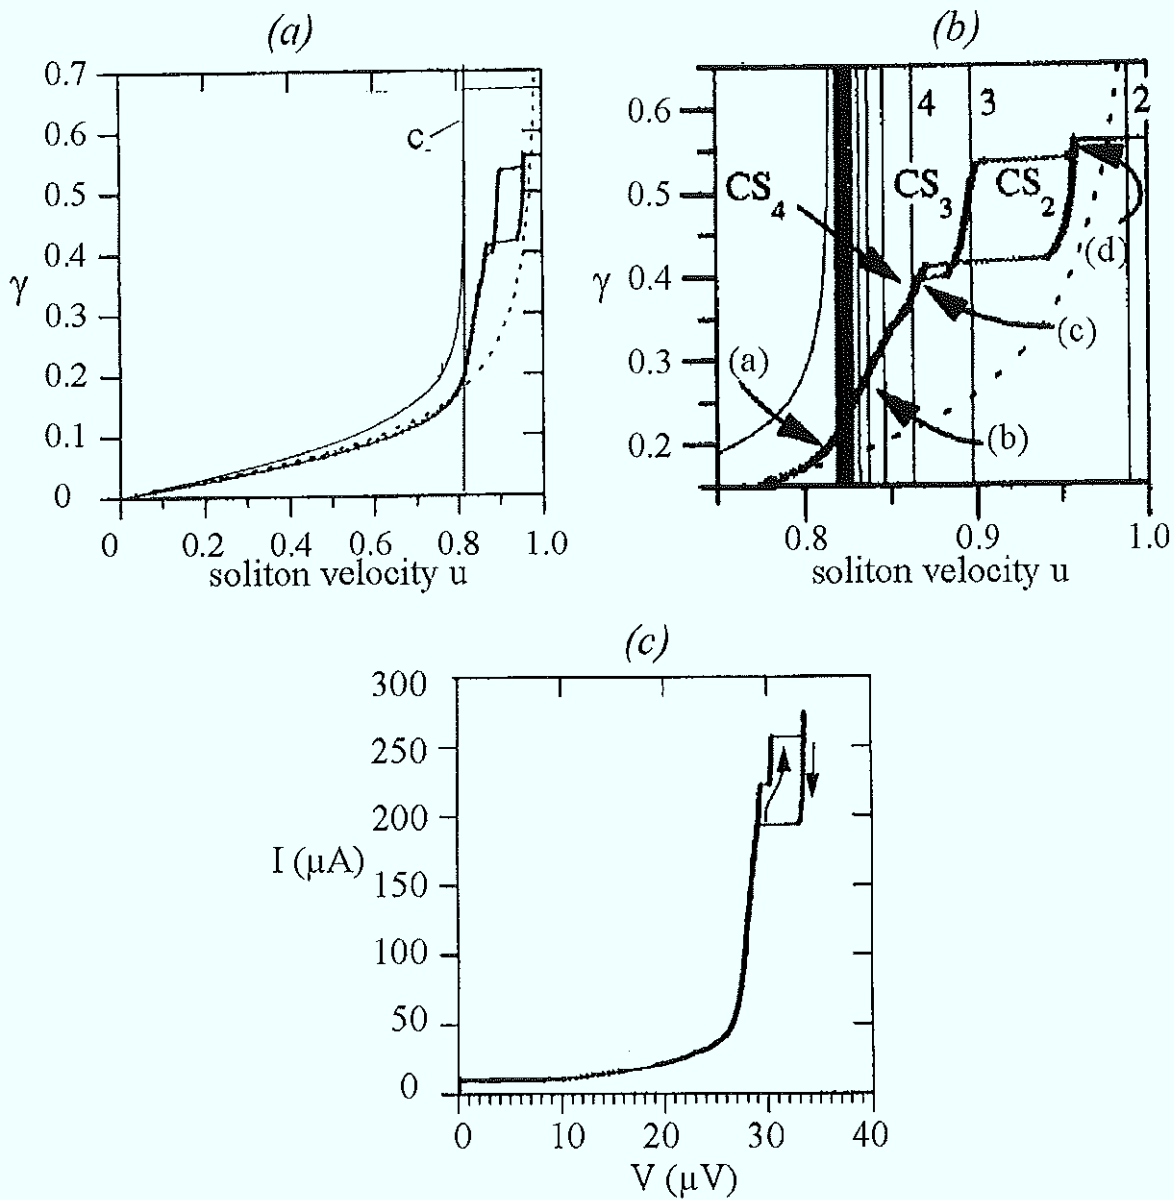 (a)
0.7
0.6
0.5
0.4
0.3
0.2
0.1
0
γ
c_
0 0.2 0.4 0.6 0.8 1.0
soliton velocity u
(b)
0.6
0.5
0.4
0.3
0.2
γ
4 3 2
CS4 CS3 CS2
(a)
(b)
(c)
(d)
0.8 0.9 1.0
soliton velocity u
(c)
300
250
200
150
100
50
0
I (μA)
0 10 20 30 40
V (μV)